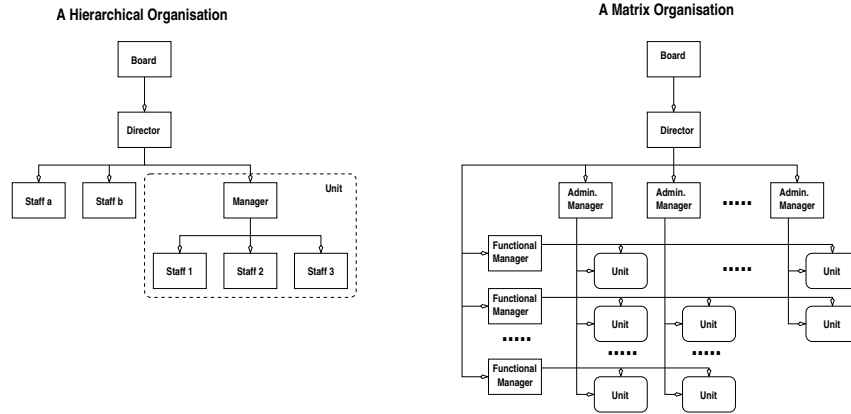 A Hierarchical Organisation
Board
Director
Staff a
Staff b
Unit
Manager
Staff 1
Staff 2
Staff 3
A Matrix Organisation
Board
Director
Admin.
Manager
Admin.
Manager
.....
Admin.
Manager
Functional
Manager
Unit
.....
Unit
Functional
Manager
Unit
Unit
Unit
.....
.....
.....
Functional
Manager
Unit
Unit